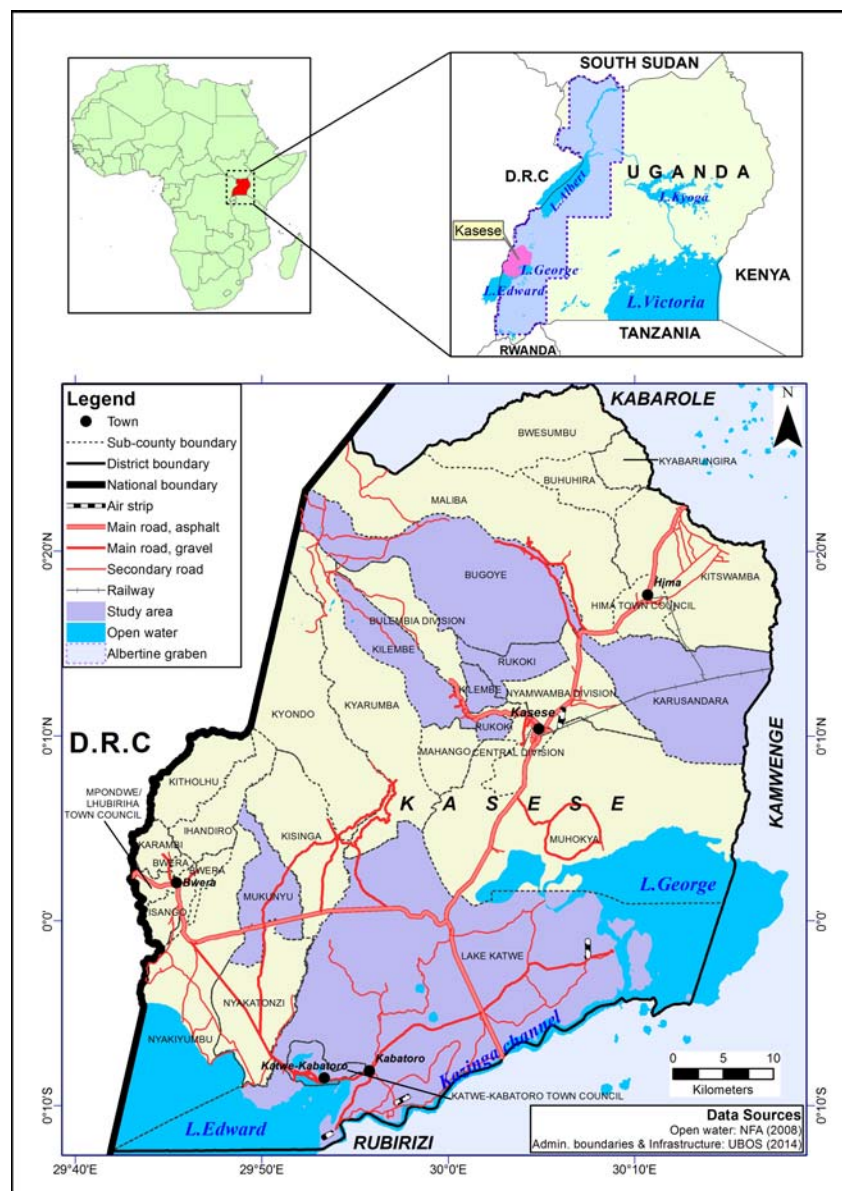 SOUTH SUDAN
D.R.C
UGANDA
L.Albert
L.Kyoga
Kasese
L.George
L.Edward
KENYA
L.Victoria
TANZANIA
RWANDA
Legend
Town
Sub-county boundary
District boundary
National boundary
Air strip
Main road, asphalt
Main road, gravel
Secondary road
Railway
Study area
Open water
Albertine graben
N
KABAROLE
BWESUMBU
KYABARUNGIRA
BUHUHIRA
MALIBA
0°20'N
0°20'N
BUGOYE
Hima
KITSWAMBA
HIMA TOWN COUNCIL
BULEMBIA DIVISION
KILEMBE
RUKOKI
KILEMBE
NYAMWAMBA DIVISION
KARUSANDARA
KYARUMBA
KYONDO
RUKOKI
Kasese
0°10'N
0°10'N
D.R.C
MAHANGO
CENTRAL DIVISION
KITHOLHU
KASESE
KAMWENGE
MPONDWE/
LHUBIRIHA
TOWN COUNCIL
IHANDIRO
KISINGA
MUHOKYA
KARAMBI
BWERA
BWERA
Bwera
L.George
MUKUNYU
ISANGO
0°0'
0°0'
LAKE KATWE
NYAKATONZI
NYAKIYUMBU
Kazinga channel
Katwe-Kabatoro
Kabatoro
0 5 10
Kilometers
KATWE-KABATORO TOWN COUNCIL
0°10'S
0°10'S
L.Edward
RUBIRIZI
Data Sources
Open water: NFA (2008)
Admin. boundaries & Infrastructure: UBOS (2014)
29°40'E
29°50'E
30°0'E
30°10'E